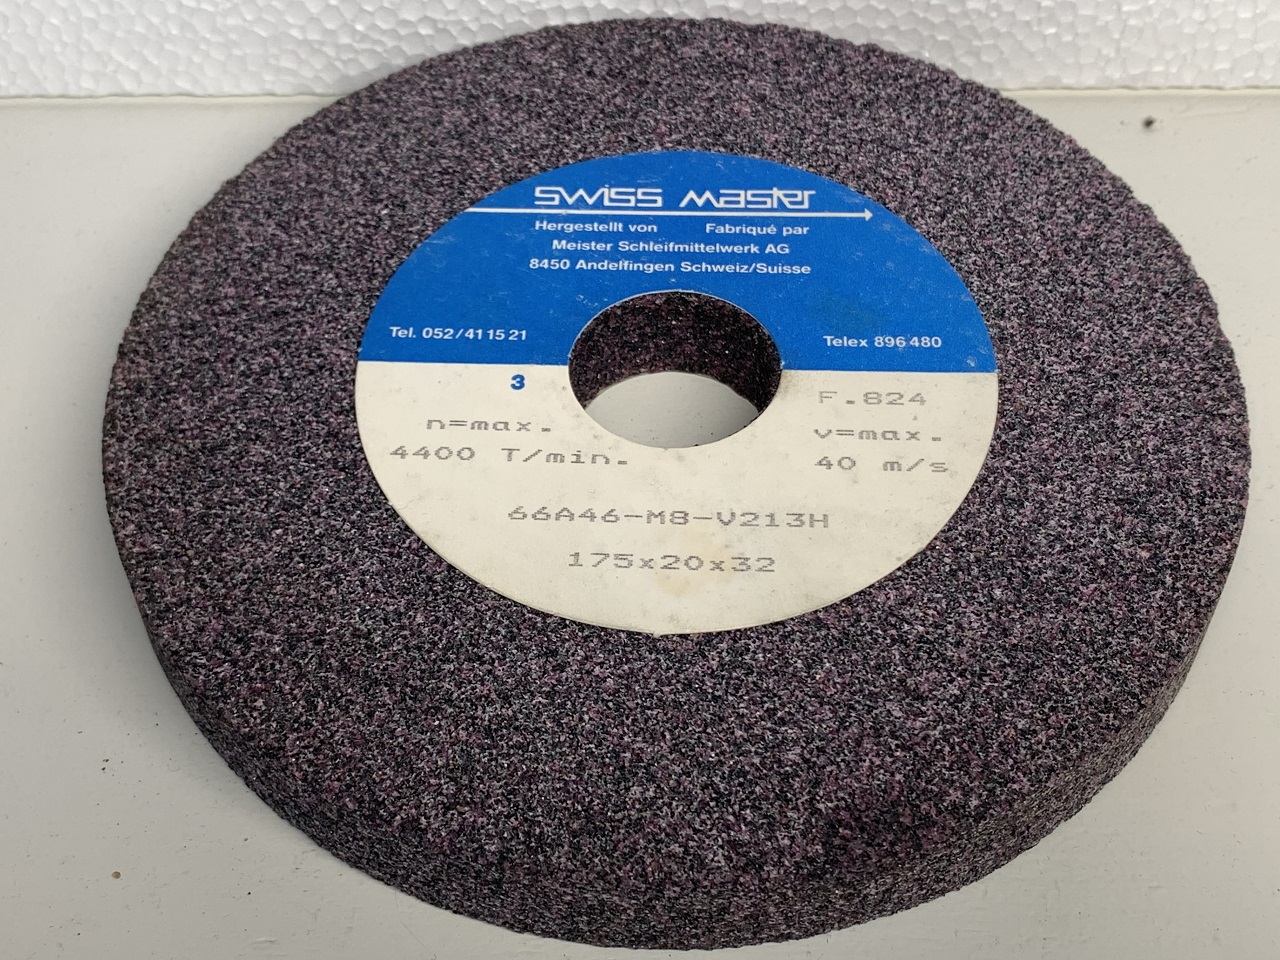 swiss master
Hergestellt von Fabriqué par
Meister Schleifmittelwerk AG
8450 Andelfingen Schweiz/Suisse
Tel. 052/41 15 21 Telex 896 480
3 F.824
n=max. v=max.
4400 T/min. 40 m/s
66A46-M8-V213H
175x20x32